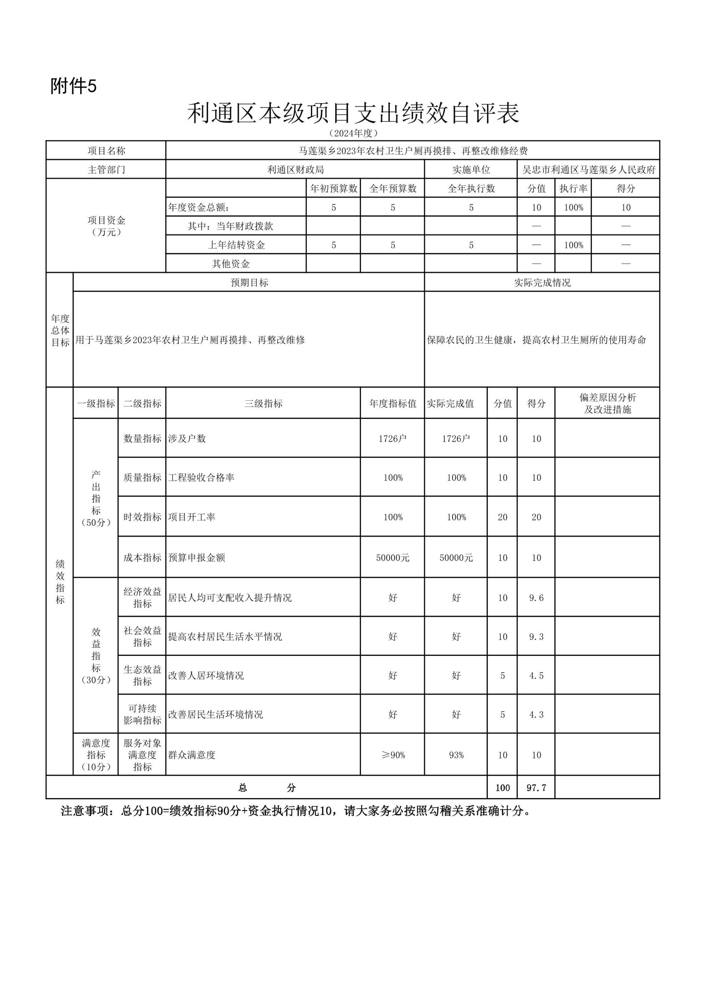 附件5
利通区本级项目支出绩效自评表
（2024年度）
项目名称 马莲渠乡2023年农村卫生户厕再摸排、再整改维修经费
主管部门 利通区财政局 实施单位 吴忠市利通区马莲渠乡人民政府
项目资金
（万元）
年初预算数 全年预算数 全年执行数 分值 执行率 得分
年度资金总额： 5 5 5 10 100% 10
其中：当年财政拨款 — —
上年结转资金 5 5 5 — 100% —
其他资金 — —
年度
总体
目标
预期目标 实际完成情况
用于马莲渠乡2023年农村卫生户厕再摸排、再整改维修 保障农民的卫生健康，提高农村卫生厕所的使用寿命
绩
效
指
标
一级指标 二级指标 三级指标 年度指标值 实际完成值 分值 得分 偏差原因分析
及改进措施
产
出
指
标
（50分）
数量指标 涉及户数 1726户 1726户 10 10
质量指标 工程验收合格率 100% 100% 10 10
时效指标 项目开工率 100% 100% 20 20
成本指标 预算申报金额 50000元 50000元 10 10
效
益
指
标
（30分）
经济效益
指标 居民人均可支配收入提升情况 好 好 10 9.6
社会效益
指标 提高农村居民生活水平情况 好 好 10 9.3
生态效益
指标 改善人居环境情况 好 好 5 4.5
可持续
影响指标 改善居民生活环境情况 好 好 5 4.3
满意度
指标
（10分）
服务对象
满意度
指标 群众满意度 ≥90% 93% 10 10
总 分 100 97.7
注意事项：总分100=绩效指标90分+资金执行情况10，请大家务必按照勾稽关系准确计分。